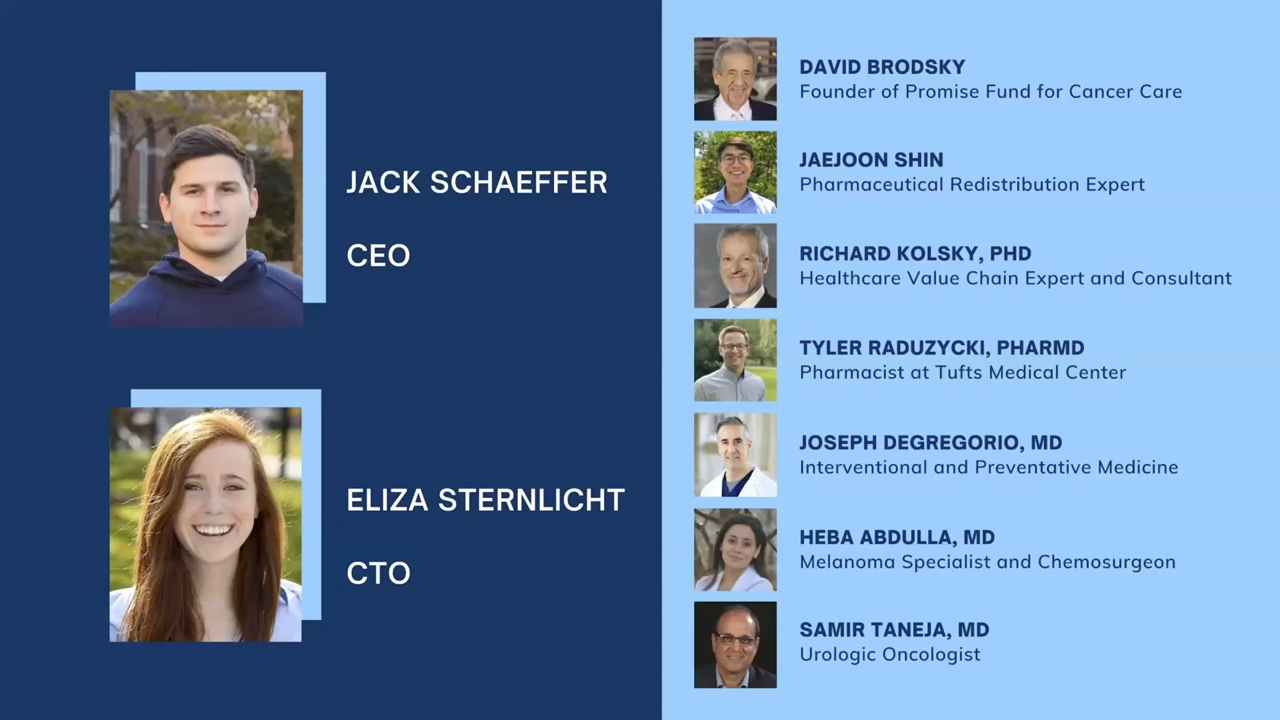 JACK SCHAEFFER
CEO
ELIZA STERNLICHT
CTO
DAVID BRODSKY
Founder of Promise Fund for Cancer Care
JAEJOON SHIN
Pharmaceutical Redistribution Expert
RICHARD KOLSKY, PHD
Healthcare Value Chain Expert and Consultant
TYLER RADUZYCKI, PHARMD
Pharmacist at Tufts Medical Center
JOSEPH DEGREGORIO, MD
Interventional and Preventative Medicine
HEBA ABDULLA, MD
Melanoma Specialist and Chemosurgeon
SAMIR TANEJA, MD
Urologic Oncologist